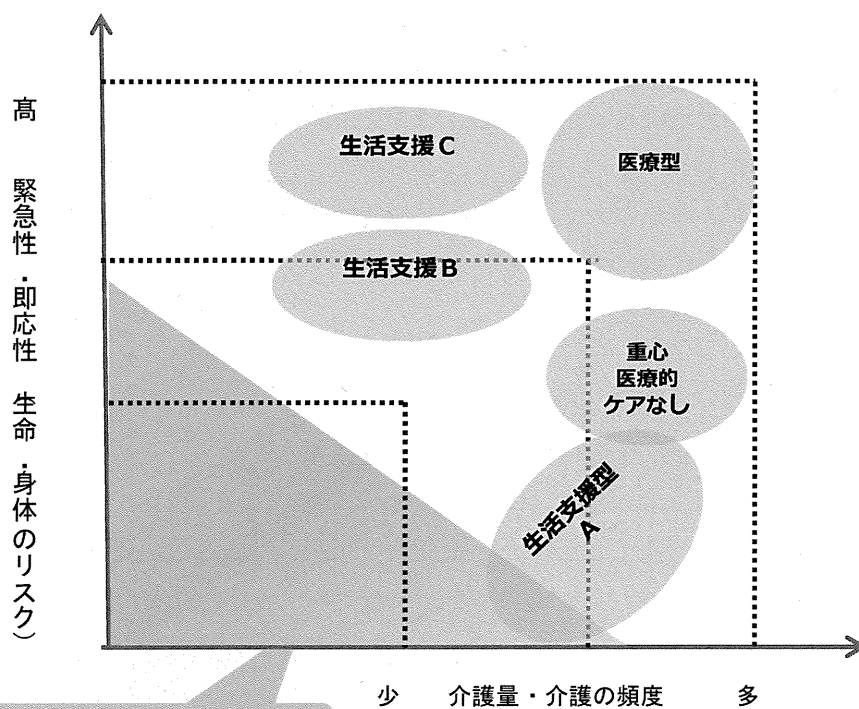 高　緊急性・即応性　生命・身体のリスク）
生活支援C
医療型
生活支援B
重心
医療的
ケアなし
生活支援型
A
少　介護量・介護の頻度　多